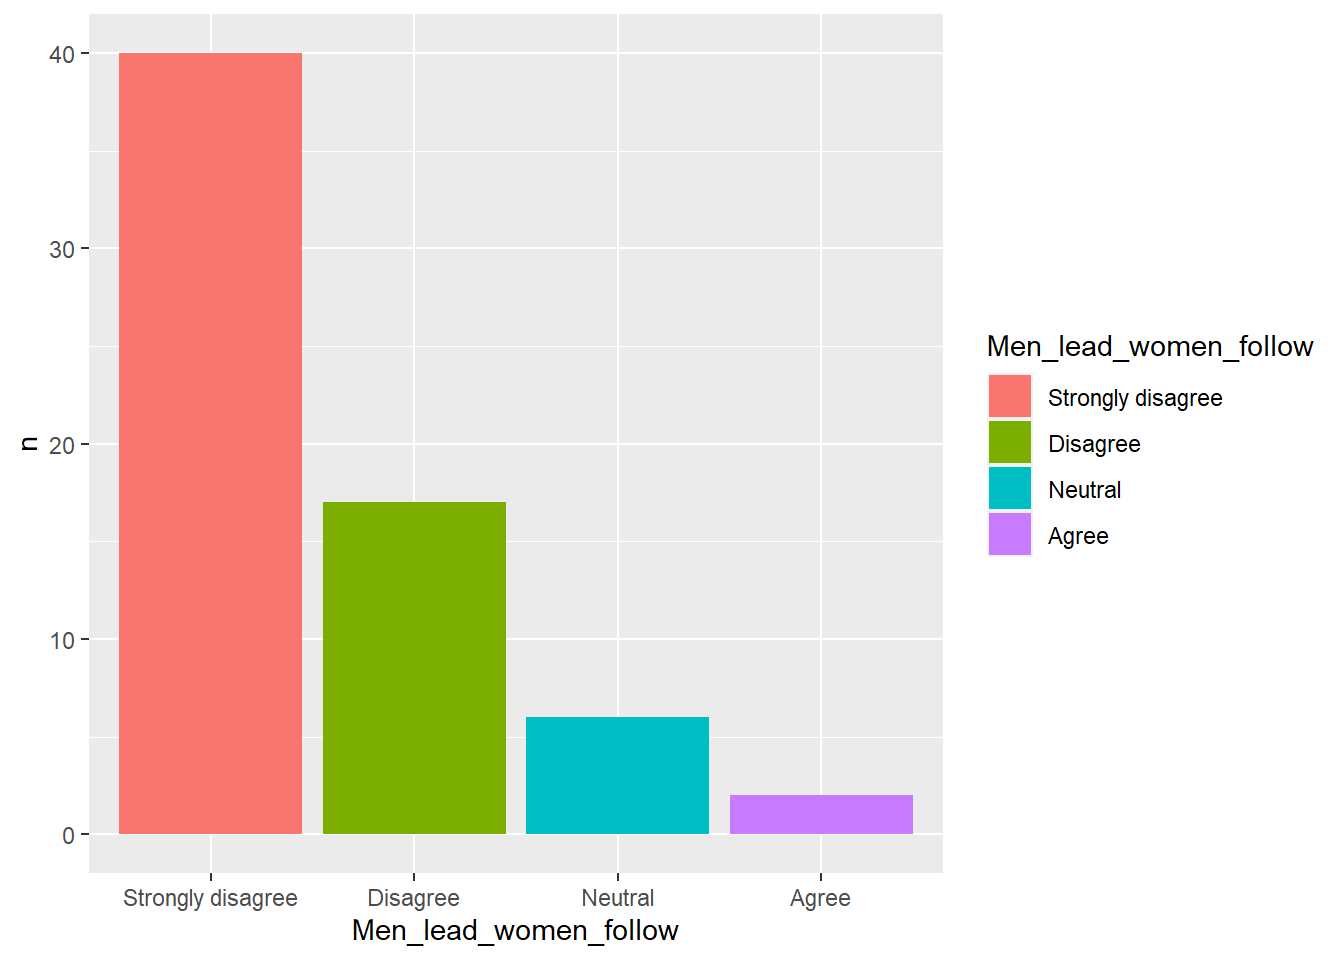 40
30
20
10
0
n
Strongly disagree
Disagree
Neutral
Agree
Men_lead_women_follow
Men_lead_women_follow
Strongly disagree
Disagree
Neutral
Agree